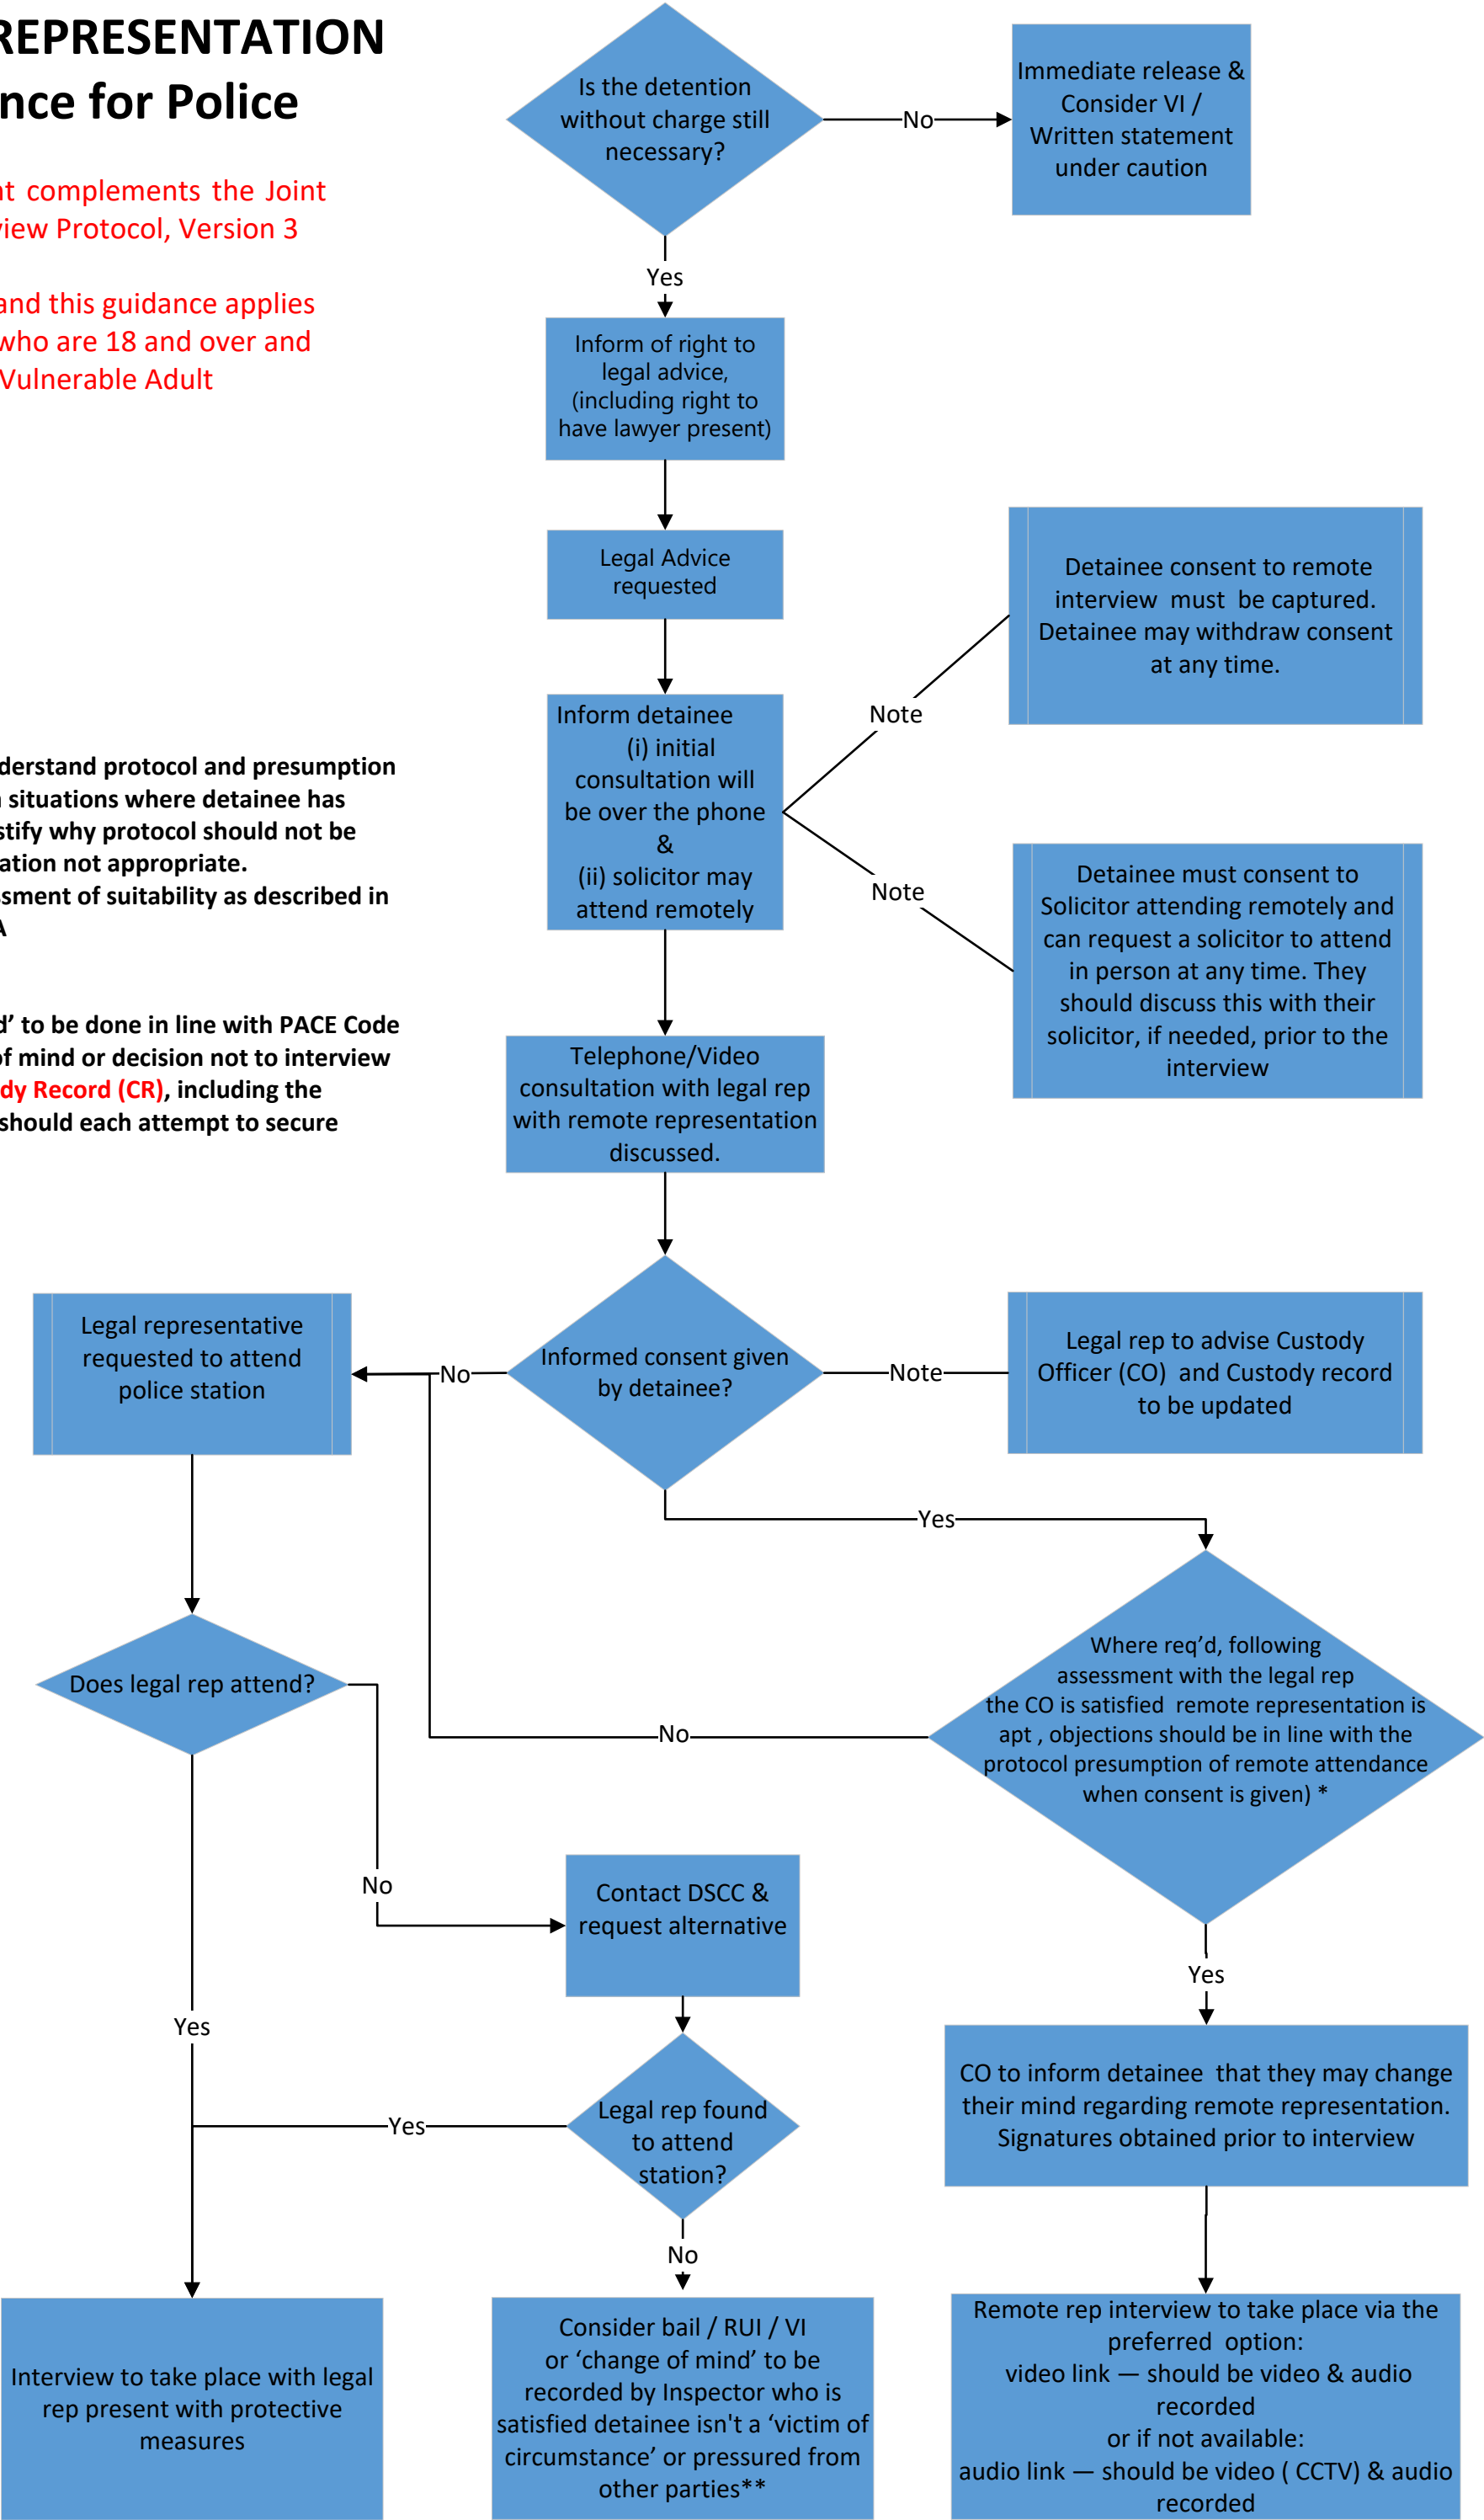 REPRESENTATION
nce for Police
nt complements the Joint
view Protocol, Version 3
and this guidance applies
who are 18 and over and
Vulnerable Adult
Is the detention
without charge still
necessary?
No
Immediate release &
Consider VI /
Written statement
under caution
Yes
Inform of right to
legal advice,
(including right to
have lawyer present)
Legal Advice
requested
Inform detainee
(i) initial
consultation will
be over the phone
&
(ii) solicitor may
attend remotely
Note
Detainee consent to remote
interview must be captured.
Detainee may withdraw consent
at any time.
Note
Detainee must consent to
Solicitor attending remotely and
can request a solicitor to attend
in person at any time. They
should discuss this with their
solicitor, if needed, prior to the
interview
derstand protocol and presumption
n situations where detainee has
stify why protocol should not be
ation not appropriate.
ssment of suitability as described in
A
d’ to be done in line with PACE Code
of mind or decision not to interview
dy Record (CR), including the
should each attempt to secure
Telephone/Video
consultation with legal rep
with remote representation
discussed.
Informed consent given
by detainee?
No
Legal representative
requested to attend
police station
Note
Legal rep to advise Custody
Officer (CO) and Custody record
to be updated
Yes
Where req’d, following
assessment with the legal rep
the CO is satisfied remote representation is
apt , objections should be in line with the
protocol presumption of remote attendance
when consent is given) *
No
Does legal rep attend?
No
Contact DSCC &
request alternative
Yes
Legal rep found
to attend
station?
Yes
No
Yes
CO to inform detainee that they may change
their mind regarding remote representation.
Signatures obtained prior to interview
Interview to take place with legal
rep present with protective
measures
Consider bail / RUI / VI
or ‘change of mind’ to be
recorded by Inspector who is
satisfied detainee isn't a ‘victim of
circumstance’ or pressured from
other parties**
Remote rep interview to take place via the
preferred option:
video link — should be video & audio
recorded
or if not available:
audio link — should be video ( CCTV) & audio
recorded